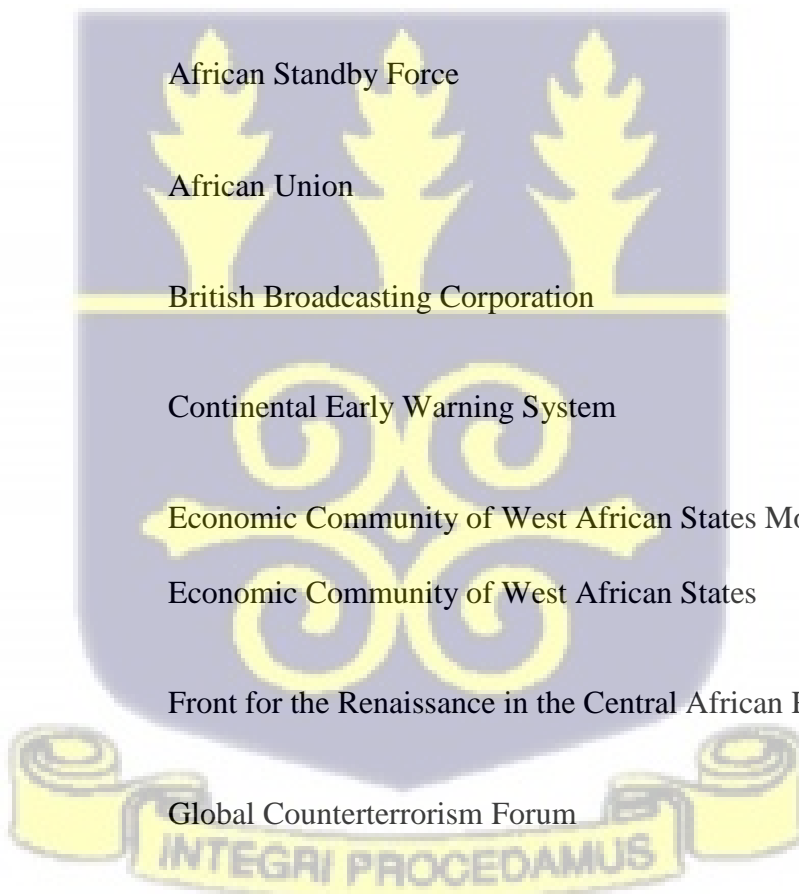 African Standby Force
African Union
British Broadcasting Corporation
Continental Early Warning System
Economic Community of West African States
Economic Community of West African States
Front for the Renaissance in the Central African
Global Counterterrorism Forum
INTEGRI PROCEDAMUS